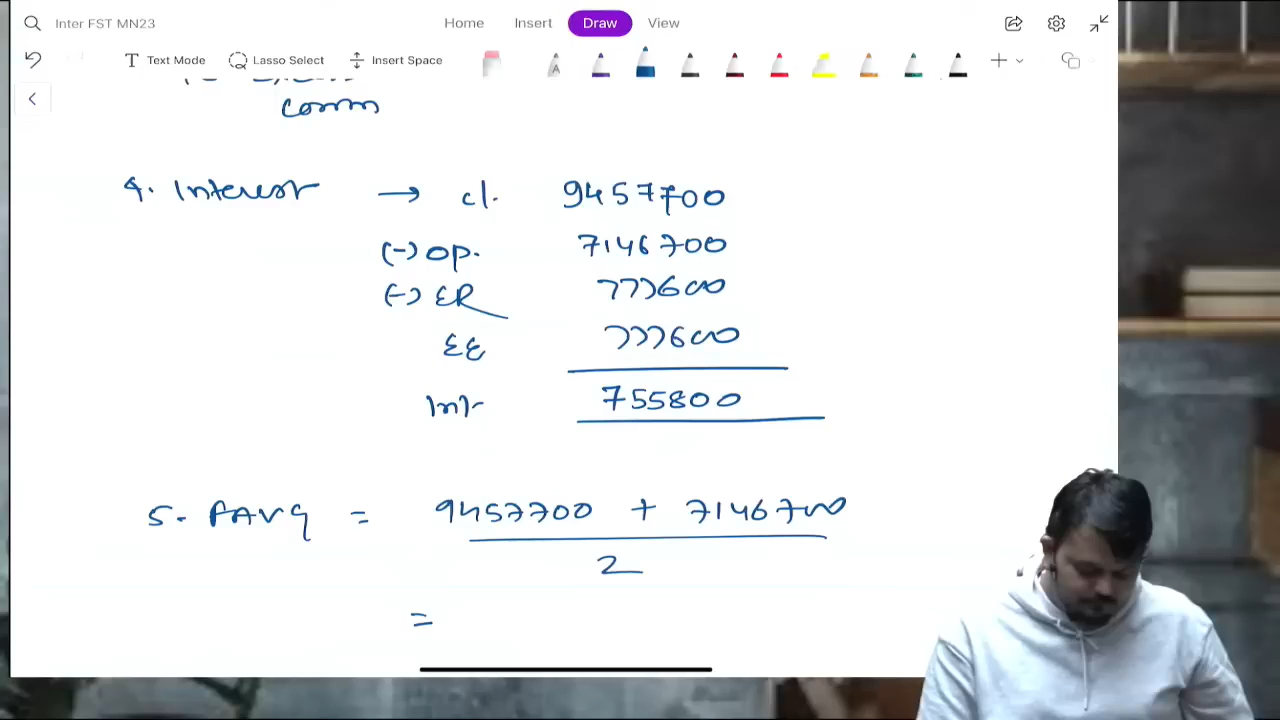 Inter FST MN23
Home Insert Draw View
Text Mode Lasso Select Insert Space
comm
4. Interest → cl. 9457700
(-) op. 7146700
(-) ER 777600
EE 777600
Int 755800
5. PAVG = 9457700 + 7146700
2
=